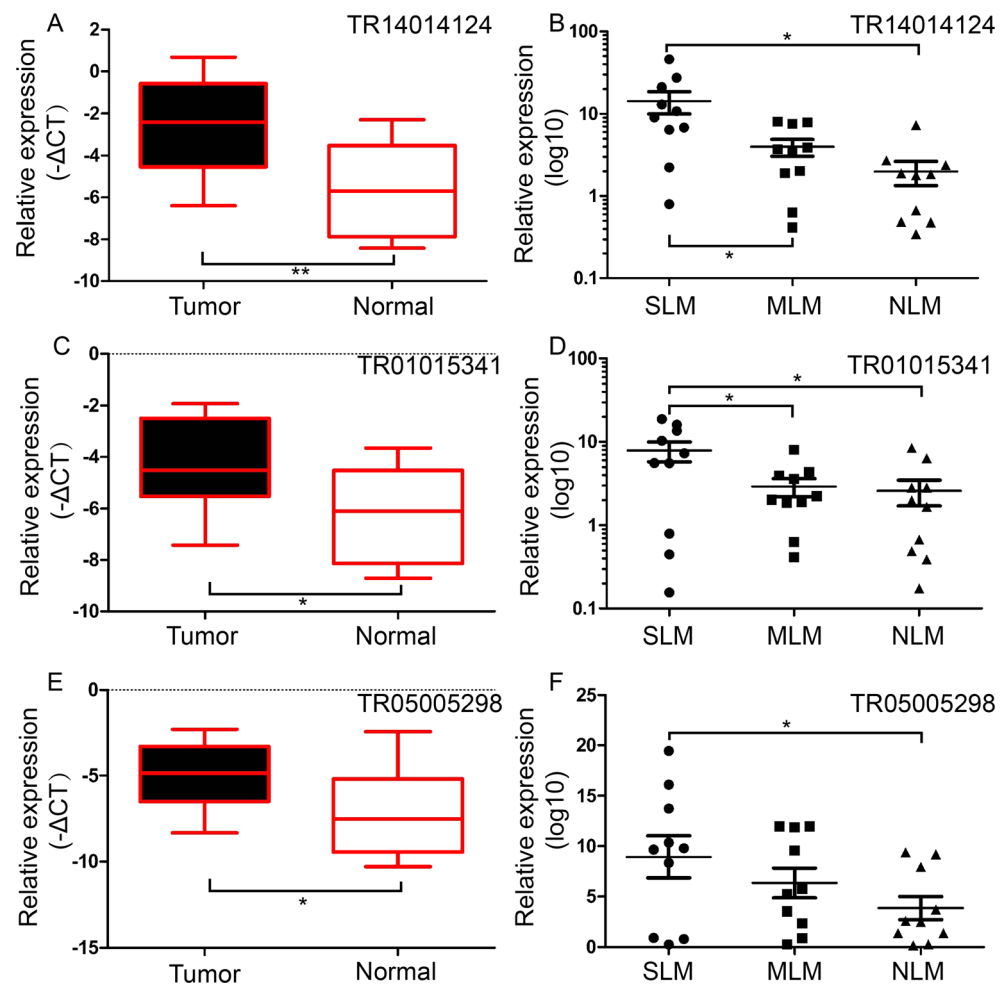 A
TR14014124
Relative expression
(-ΔCT)
2
0
-2
-4
-6
-8
-10
**
Tumor
Normal
B
TR14014124
Relative expression
(log10)
100
10
1
0.1
*
*
SLM
MLM
NLM
C
TR01015341
Relative expression
(-ΔCT)
0
-2
-4
-6
-8
-10
*
Tumor
Normal
D
TR01015341
Relative expression
(log10)
100
10
1
0.1
*
*
SLM
MLM
NLM
E
TR05005298
Relative expression
(-ΔCT)
0
-5
-10
-15
*
Tumor
Normal
F
TR05005298
Relative expression
(log10)
25
20
15
10
5
0
*
SLM
MLM
NLM